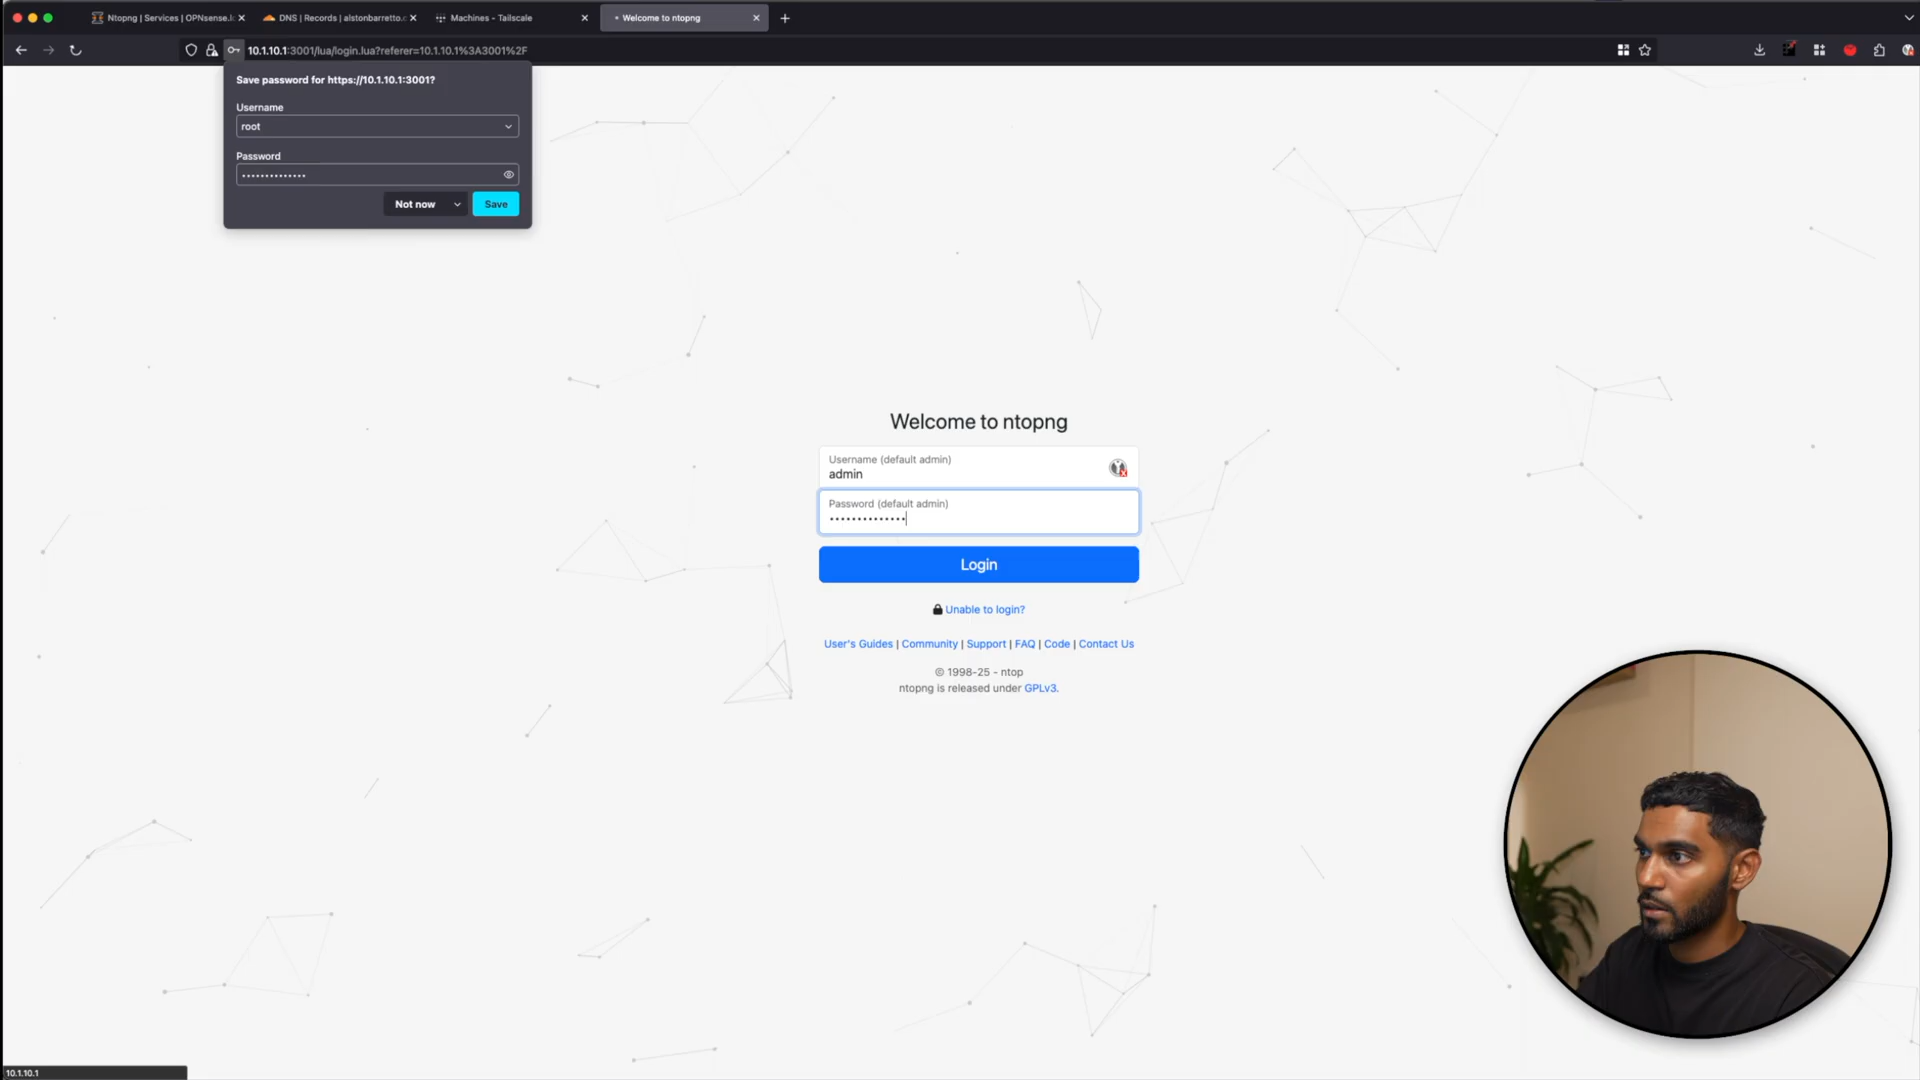 Ntopng | Services | OPNsense.l
DNS | Records | alstonbarretto.c
Machines - Tailscale
Welcome to ntopng
10.1.10.1:3001/lua/login.lua?referer=10.1.10.1%3A3001%2F
Save password for https://10.1.10.1:3001?
Username
root
Password
••••••••••••••
Not now
Save
Welcome to ntopng
Username (default admin)
admin
Password (default admin)
••••••••••••••
Login
Unable to login?
User's Guides | Community | Support | FAQ | Code | Contact Us
© 1998-25 - ntop
ntopng is released under GPLv3.
10.1.10.1